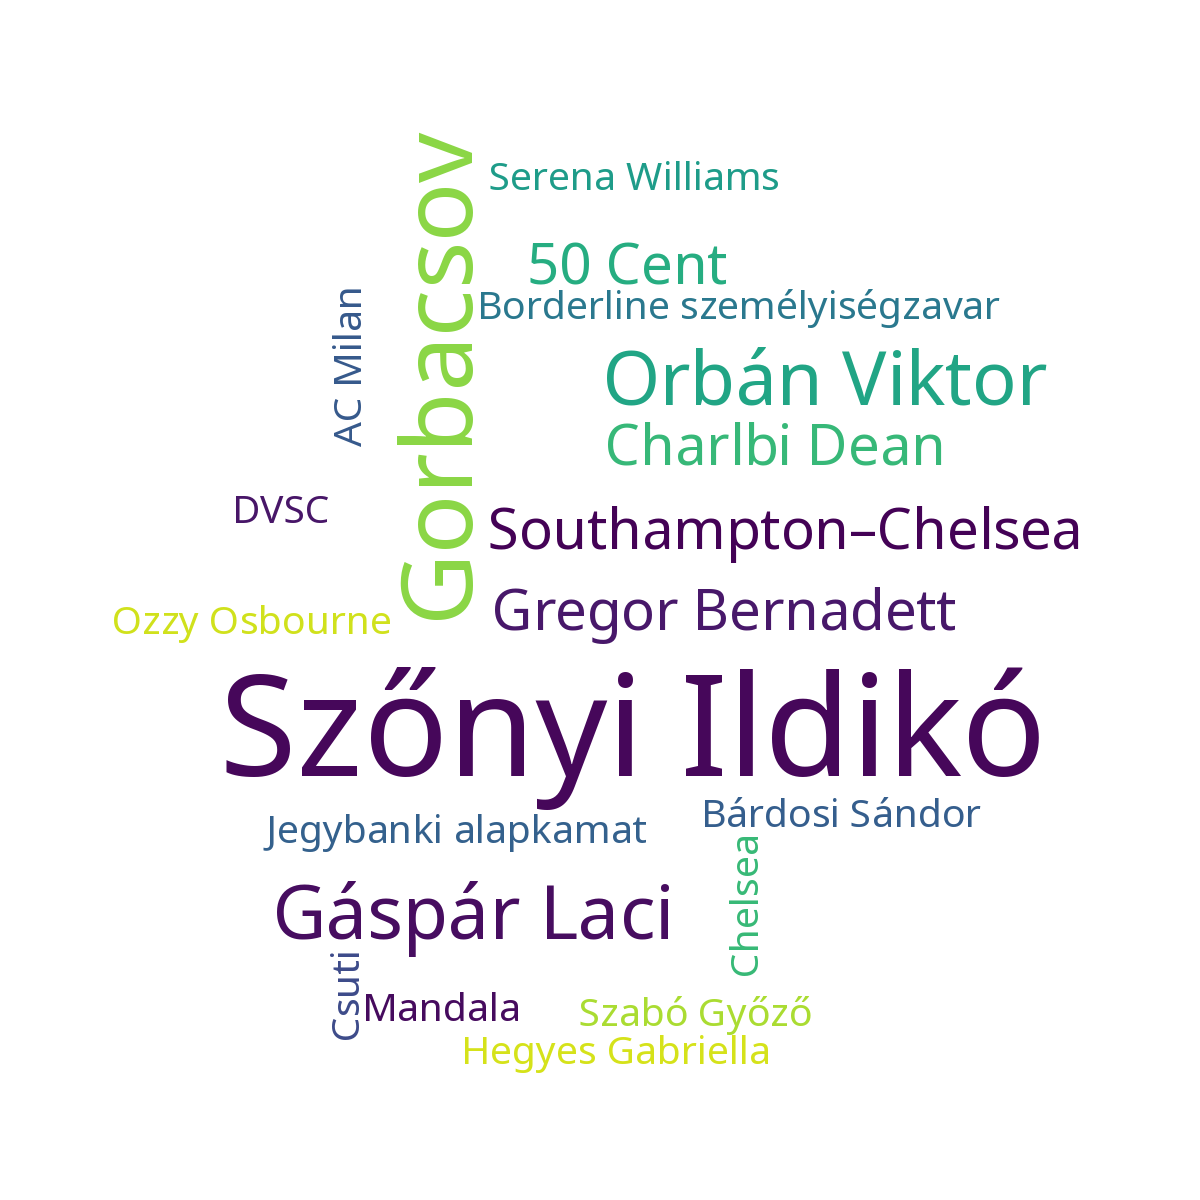 Gorbacsov
Serena Williams
50 Cent
Borderline személyiségzavar
AC Milan
Orbán Viktor
Charlbi Dean
DVSC
Southampton–Chelsea
Gregor Bernadett
Ozzy Osbourne
Szőnyi Ildikó
Bárdosi Sándor
Jegybanki alapkamat
Chelsea
Gáspár Laci
Csuti
Mandala
Szabó Győző
Hegyes Gabriella